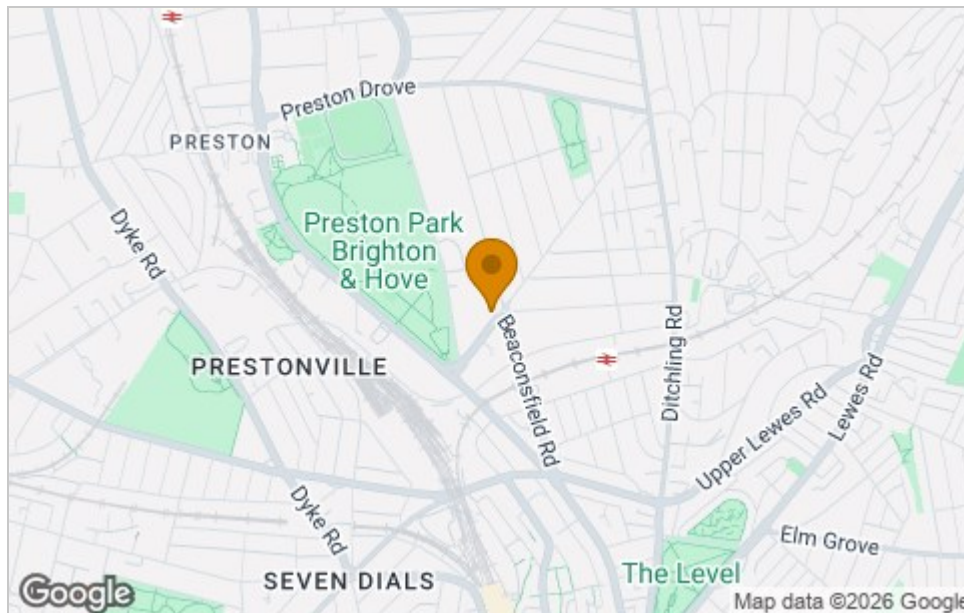 Preston Drove
PRESTON
Preston Park
Brighton
& Hove
Dyke Rd
PRESTONVILLE
Beaconsfield Rd
Ditchling Rd
Upper Lewes Rd
Lewes Rd
Dyke Rd
Elm Grove
SEVEN DIALS
The Level
Google
Map data ©2026 Google